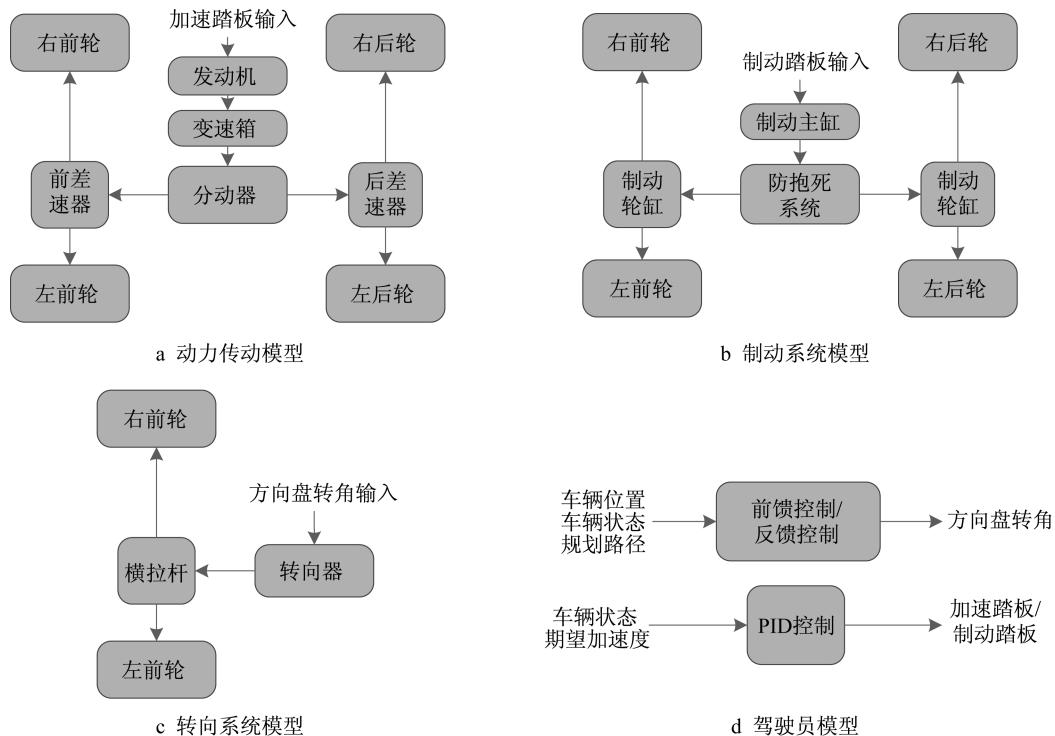 加速踏板输入
右前轮
发动机
右后轮
变速箱
前差
速器
分动器
后差
速器
左前轮
左后轮
a 动力传动模型
右前轮
制动踏板输入
右后轮
制动主缸
制动
轮缸
防抱死
系统
制动
轮缸
左前轮
左后轮
b 制动系统模型
右前轮
方向盘转角输入
横拉杆
转向器
左前轮
c 转向系统模型
车辆位置
车辆状态
规划路径
前馈控制/
反馈控制
方向盘转角
车辆状态
期望加速度
PID控制
加速踏板/
制动踏板
d 驾驶员模型